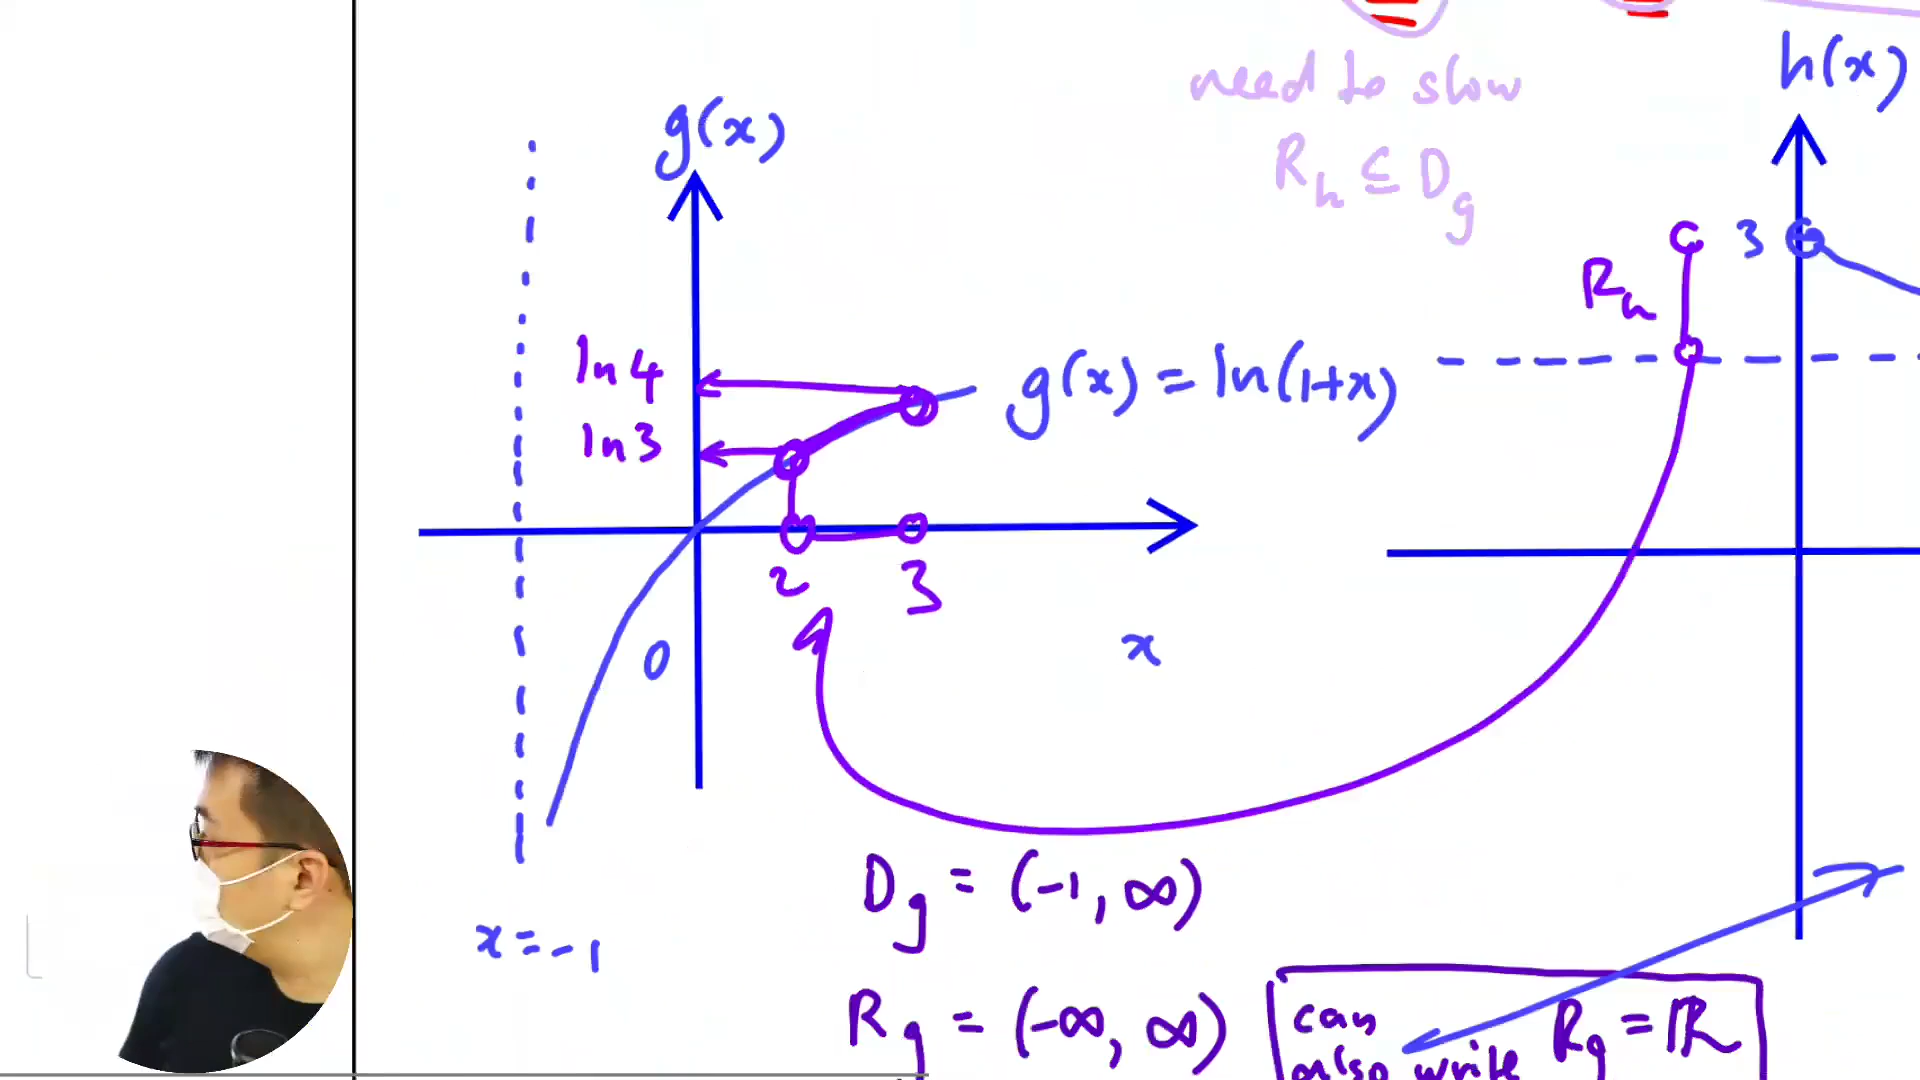 need to slow
R_h ⊆ D_g
h(x)
g(x)
3
R_h
ln 4
ln 3
g(x) = ln(1+x)
2
3
0
x
D_g = (-1, ∞)
x = -1
R_g = (-∞, ∞)
can
also write
R_g = ℝ